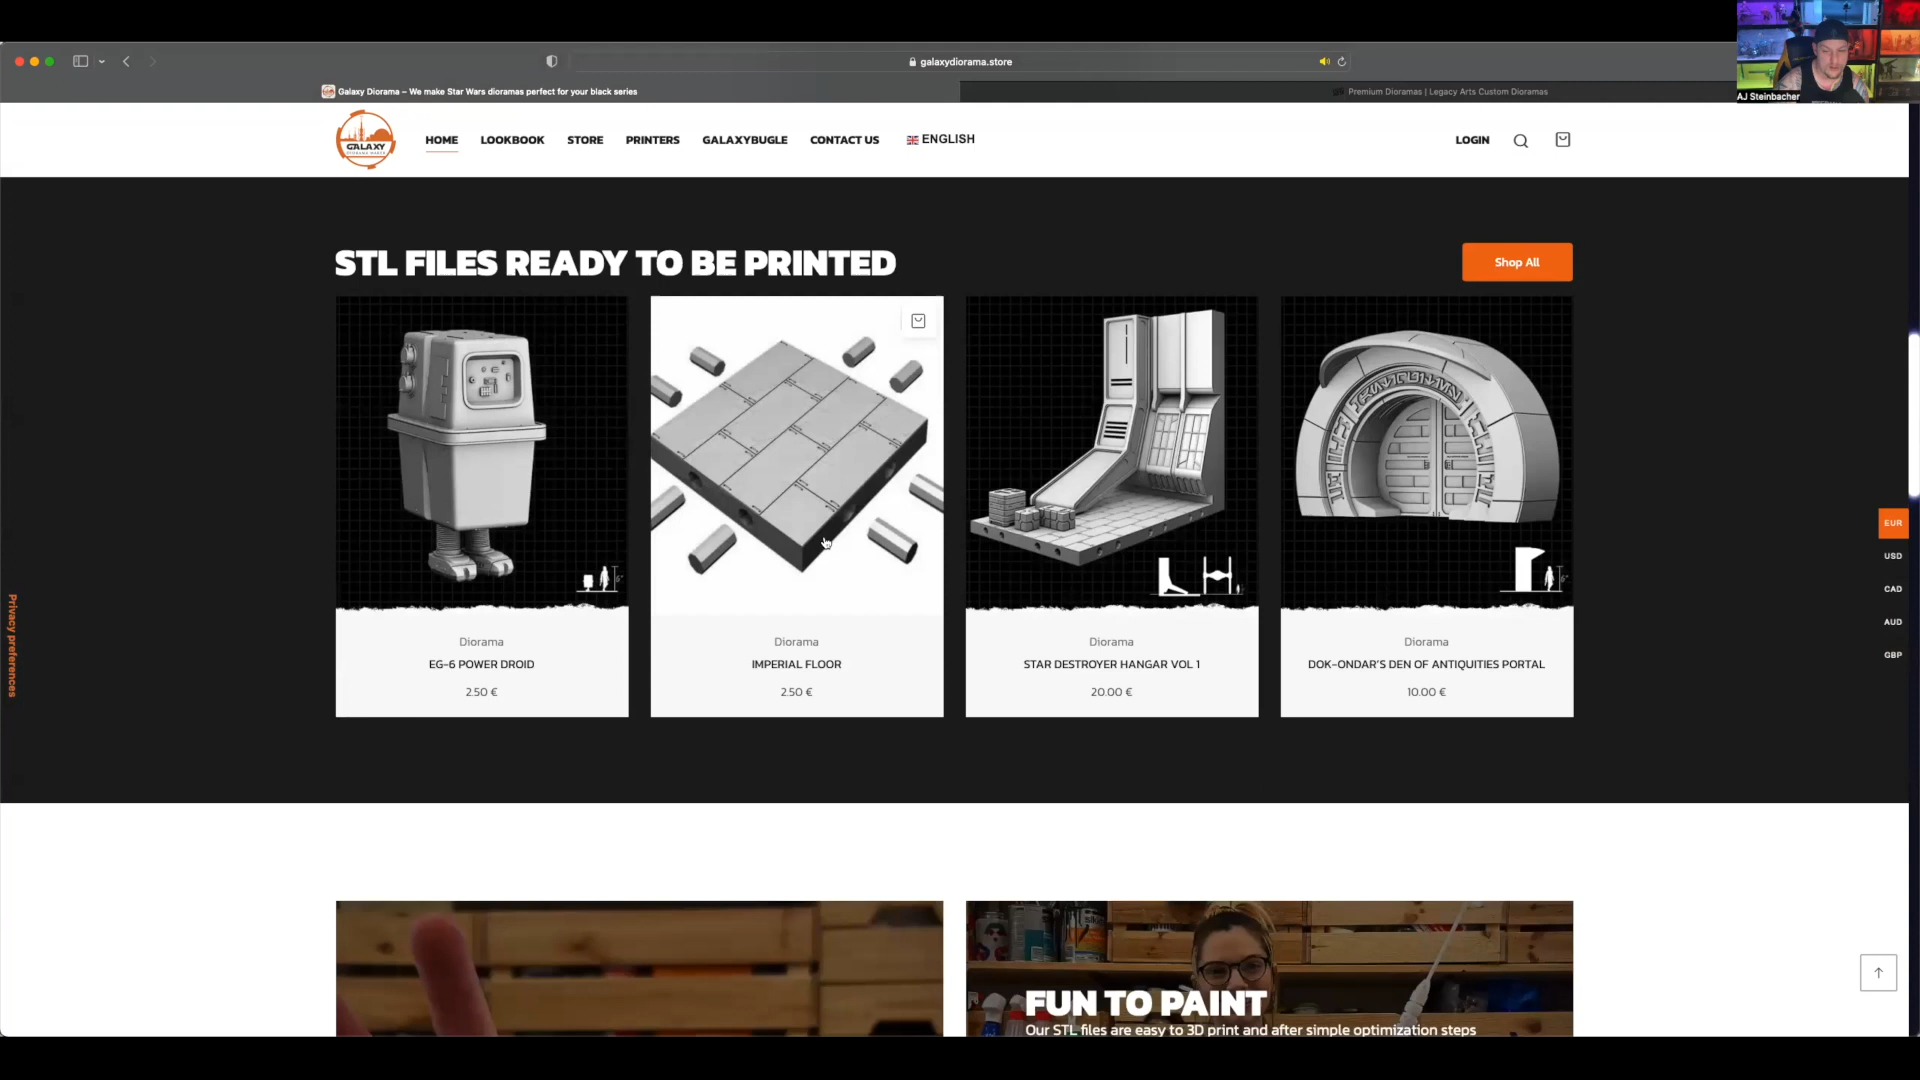 galaxydiorama.store
Galaxy Diorama – We make Star Wars dioramas perfect for your black series
Premium Dioramas | Legacy Arts Custom Dioramas
AJ Steinbacher
GALAXY
HOME LOOKBOOK STORE PRINTERS GALAXYBUGLE CONTACT US ENGLISH LOGIN
STL FILES READY TO BE PRINTED
Shop All
Diorama
EG-6 POWER DROID
2.50 €
Diorama
IMPERIAL FLOOR
2.50 €
Diorama
STAR DESTROYER HANGAR VOL 1
20.00 €
Diorama
DOK-ONDAR'S DEN OF ANTIQUITIES PORTAL
10.00 €
EUR
USD
CAD
AUD
GBP
Privacy preferences
FUN TO PAINT
Our STL files are easy to 3D print and after simple optimization steps